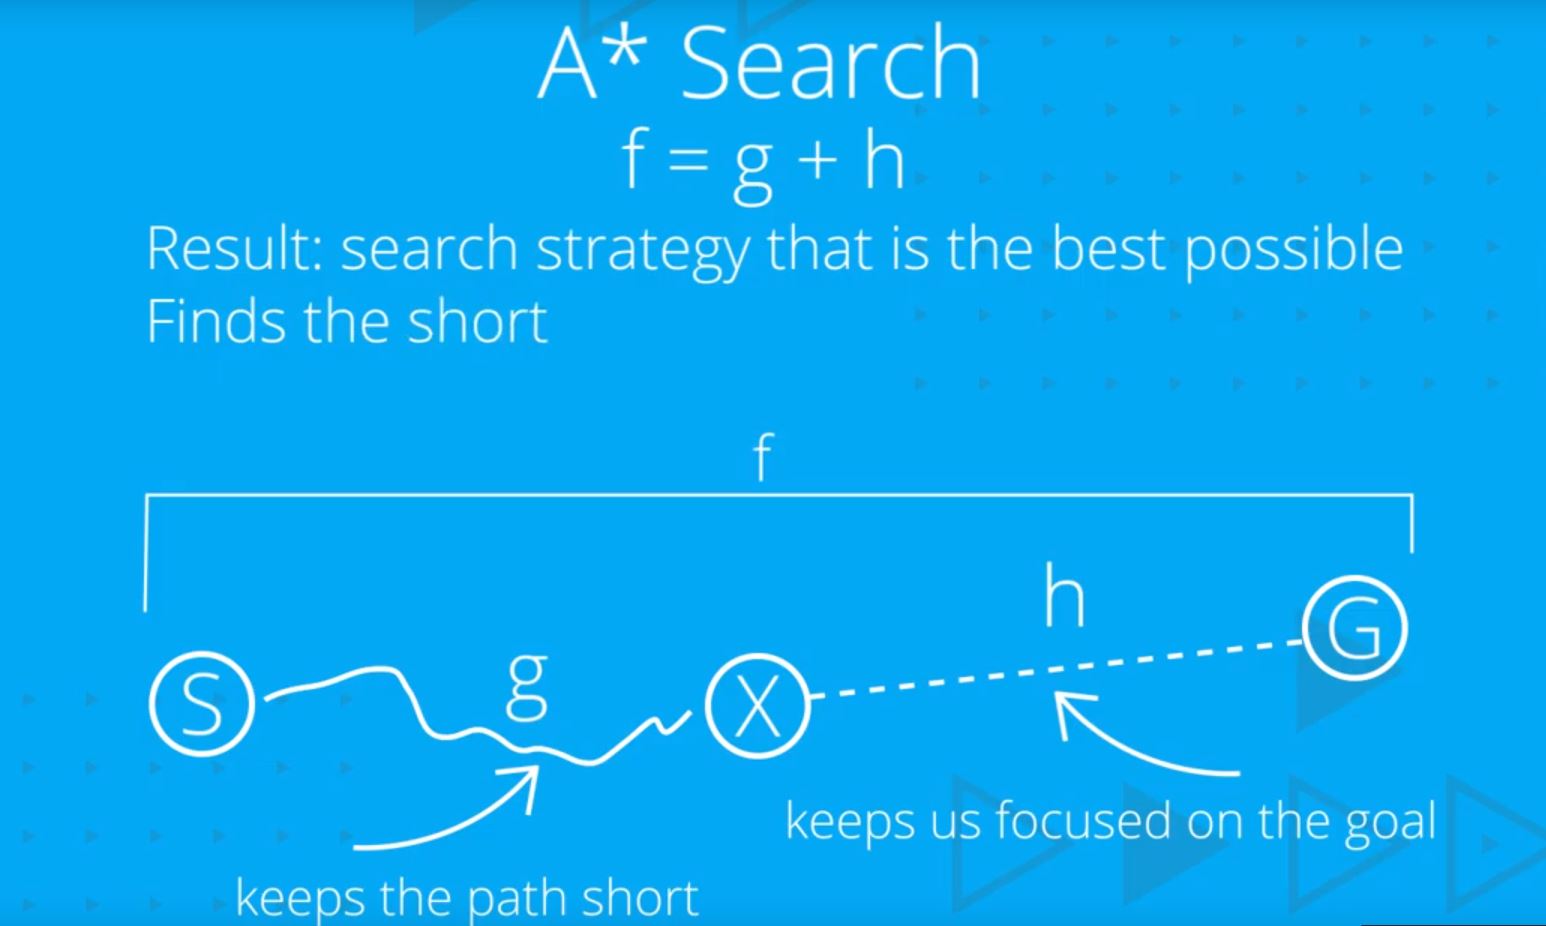 A* Search
f = g + h
Result: search strategy that is the best possible
Finds the short
f
h
G
g
S
X
keeps us focused on the goal
keeps the path short